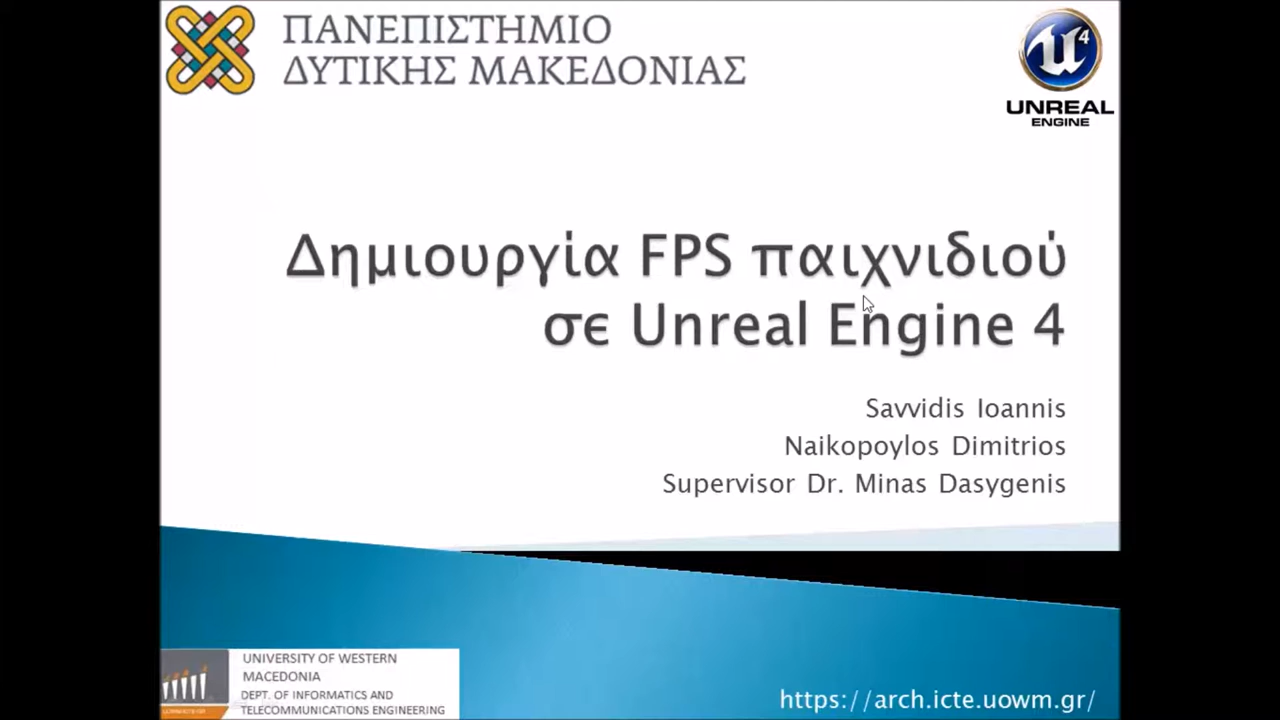 ΠΑΝΕΠΙΣΤΗΜΙΟ
ΔΥΤΙΚΗΣ ΜΑΚΕΔΟΝΙΑΣ
u4
UNREAL
ENGINE
Δημιουργία FPS παιχνιδιού
σε Unreal Engine 4
Savvidis Ioannis
Naikopoylos Dimitrios
Supervisor Dr. Minas Dasygenis
UNIVERSITY OF WESTERN
MACEDONIA
DEPT. OF INFORMATICS AND
TELECOMMUNICATIONS ENGINEERING
https://arch.icte.uowm.gr/